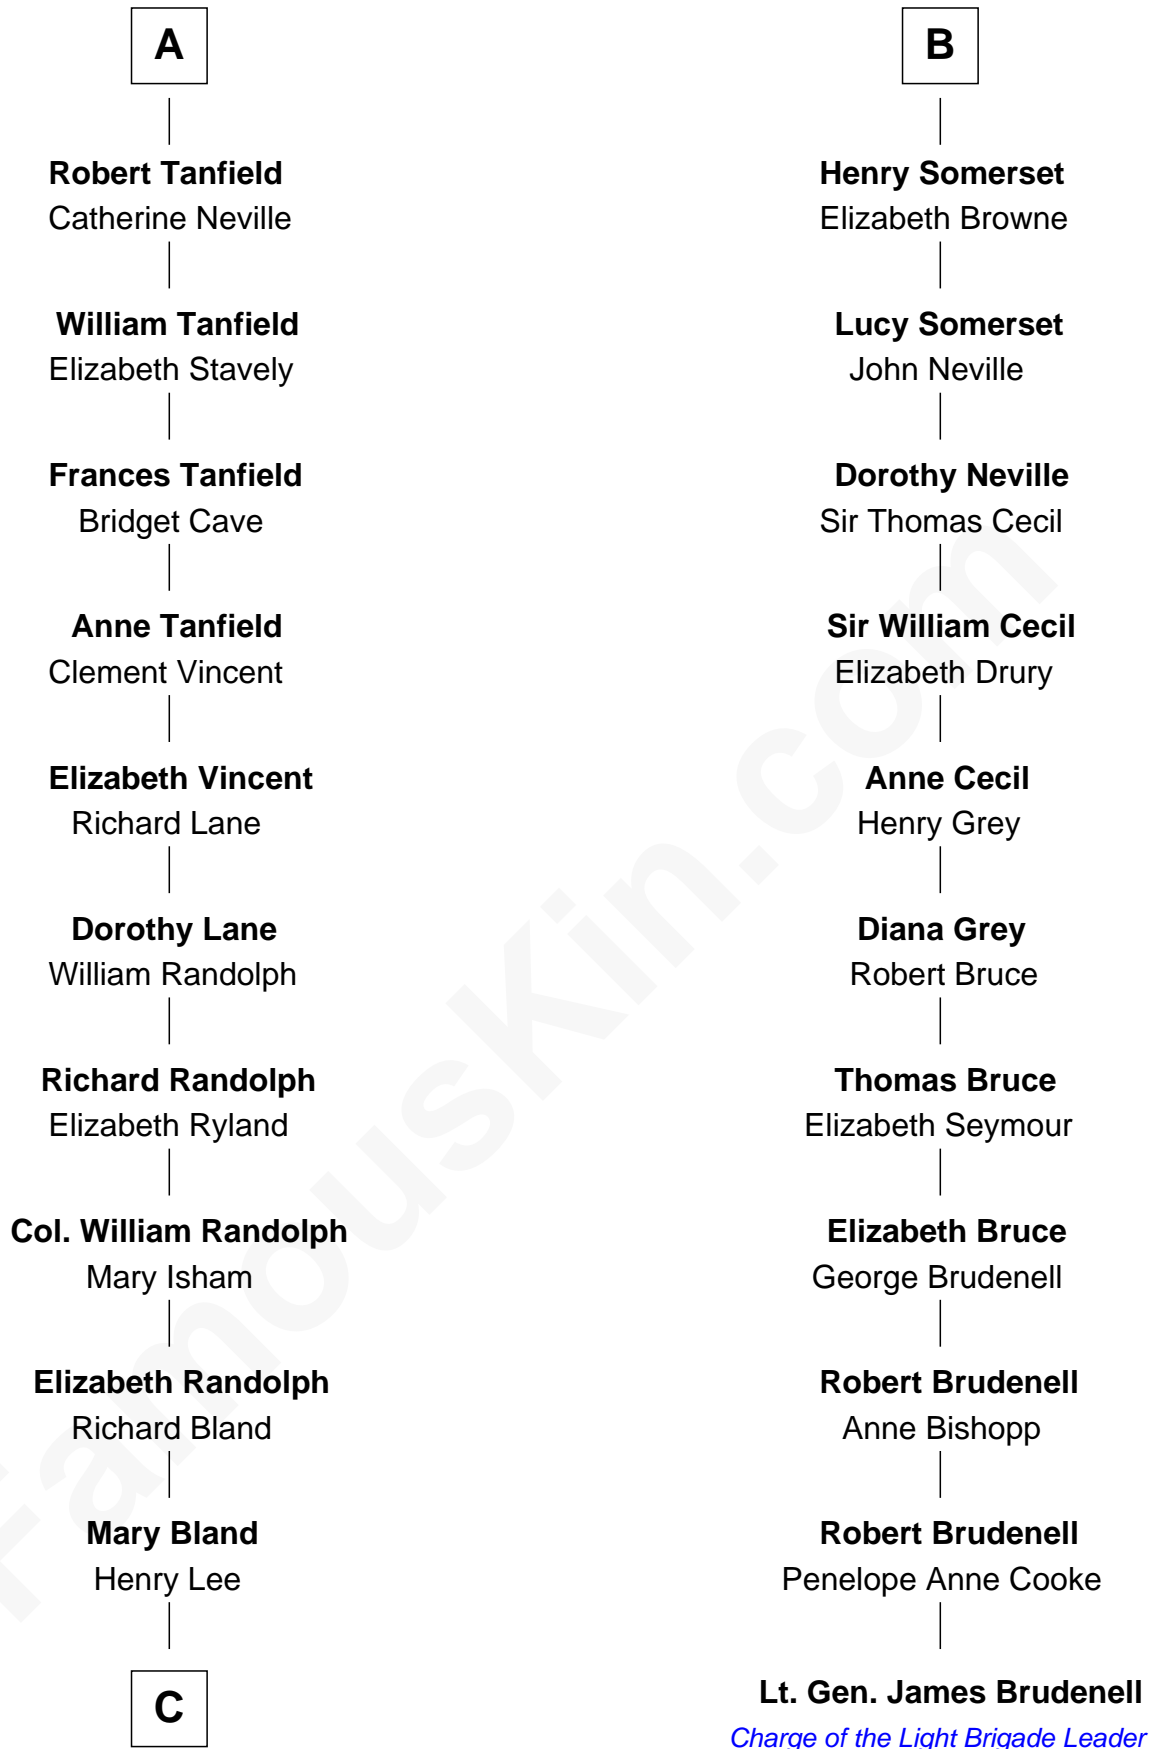 A
Robert Tanfield
Catherine Neville
William Tanfield
Elizabeth Stavely
Frances Tanfield
Bridget Cave
Anne Tanfield
Clement Vincent
Elizabeth Vincent
Richard Lane
Dorothy Lane
William Randolph
Richard Randolph
Elizabeth Ryland
Col. William Randolph
Mary Isham
Elizabeth Randolph
Richard Bland
Mary Bland
Henry Lee
C
B
Henry Somerset
Elizabeth Browne
Lucy Somerset
John Neville
Dorothy Neville
Sir Thomas Cecil
Sir William Cecil
Elizabeth Drury
Anne Cecil
Henry Grey
Diana Grey
Robert Bruce
Thomas Bruce
Elizabeth Seymour
Elizabeth Bruce
George Brudenell
Robert Brudenell
Anne Bishopp
Robert Brudenell
Penelope Anne Cooke
Lt. Gen. James Brudenell
Charge of the Light Brigade Leader
FamousKin.com